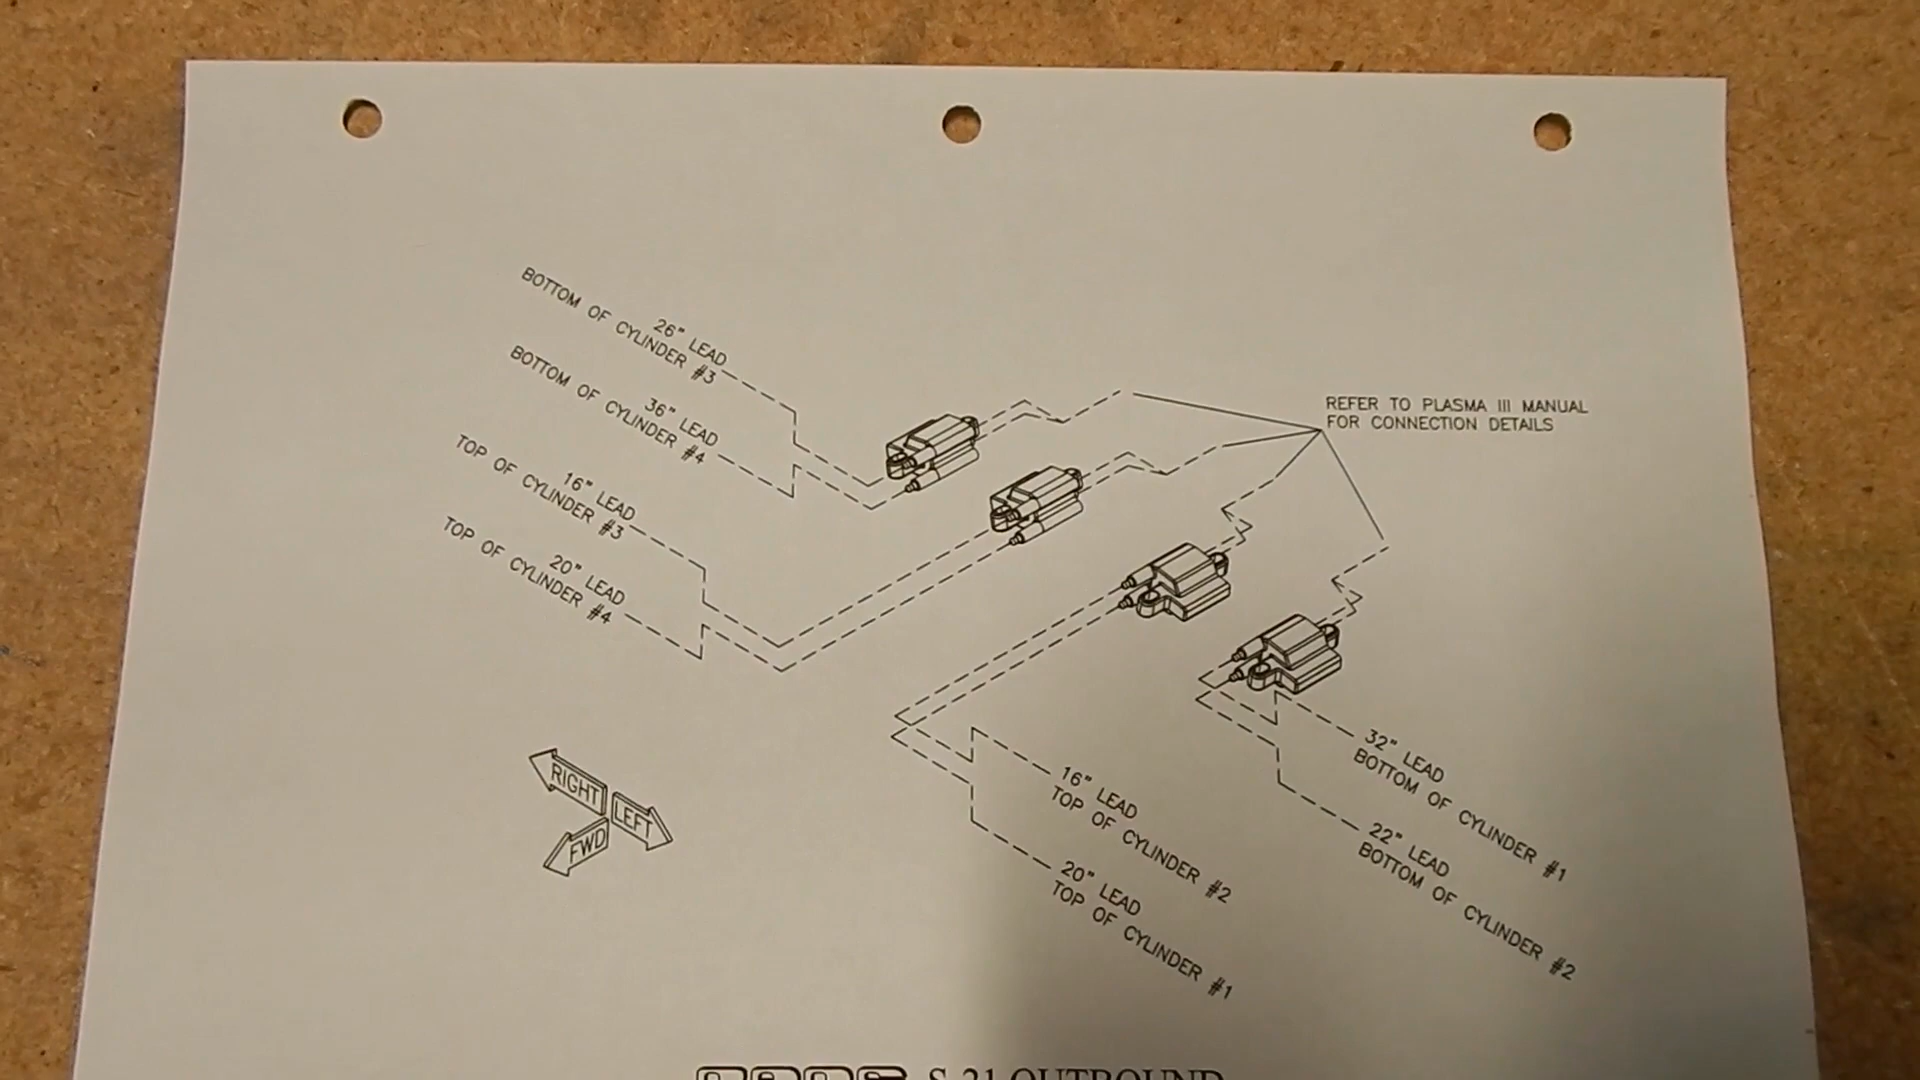 26" LEAD
BOTTOM OF CYLINDER #3
36" LEAD
BOTTOM OF CYLINDER #4
16" LEAD
TOP OF CYLINDER #3
20" LEAD
TOP OF CYLINDER #4
REFER TO PLASMA III MANUAL
FOR CONNECTION DETAILS
32" LEAD
BOTTOM OF CYLINDER #1
22" LEAD
BOTTOM OF CYLINDER #2
16" LEAD
TOP OF CYLINDER #2
20" LEAD
TOP OF CYLINDER #1
RIGHT
LEFT
FWD
S-21 OUTBOUND